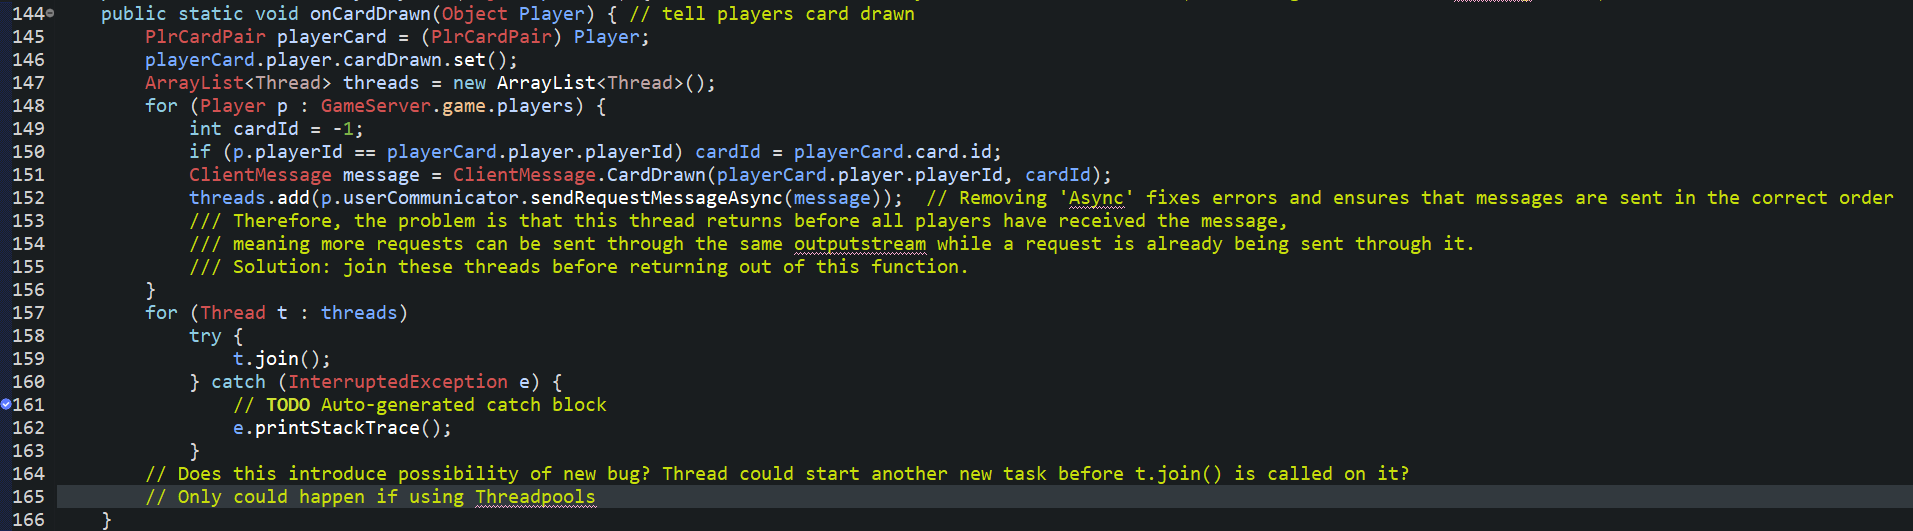 144 public static void onCardDrawn(Object Player) { // tell players card drawn
145 PlrCardPair playerCard = (PlrCardPair) Player;
146 playerCard.player.cardDrawn.set();
147 ArrayList<Thread> threads = new ArrayList<Thread>();
148 for (Player p : GameServer.game.players) {
149 int cardId = -1;
150 if (p.playerId == playerCard.player.playerId) cardId = playerCard.card.id;
151 ClientMessage message = ClientMessage.CardDrawn(playerCard.player.playerId, cardId);
152 threads.add(p.userCommunicator.sendRequestMessageAsync(message)); // Removing 'Async' fixes errors and ensures that messages are sent in the correct order
153 /// Therefore, the problem is that this thread returns before all players have received the message,
154 /// meaning more requests can be sent through the same outputstream while a request is already being sent through it.
155 /// Solution: join these threads before returning out of this function.
156 }
157 for (Thread t : threads)
158 try {
159 t.join();
160 } catch (InterruptedException e) {
161 // TODO Auto-generated catch block
162 e.printStackTrace();
163 }
164 // Does this introduce possibility of new bug? Thread could start another new task before t.join() is called on it?
165 // Only could happen if using Threadpools
166 }